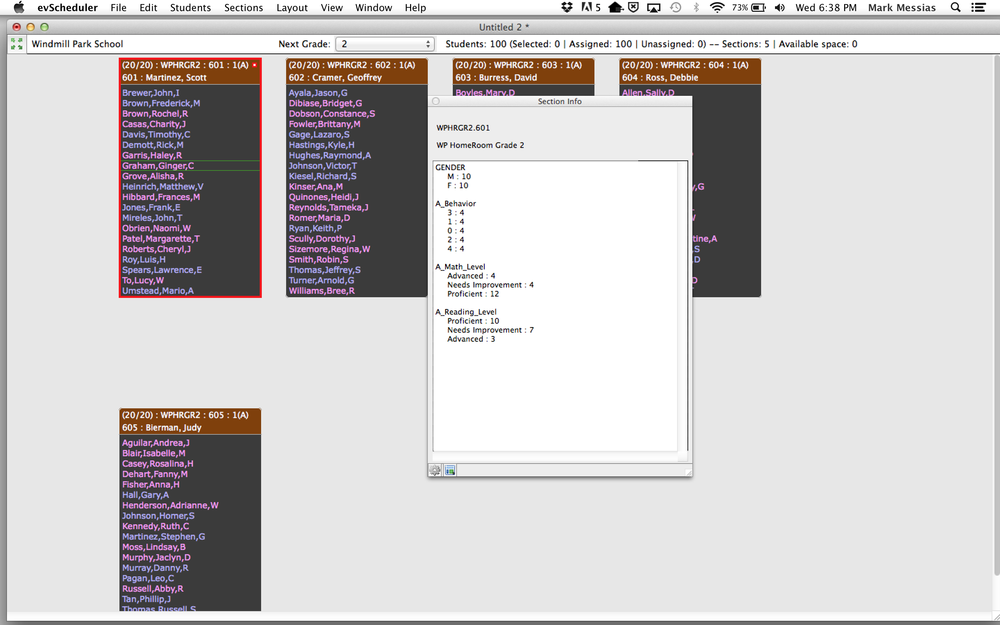 evScheduler File Edit Students Sections Layout View Window Help 5 73% Wed 6:38 PM Mark Messias
Untitled 2 *
Windmill Park School Next Grade: 2 Students: 100 (Selected: 0 | Assigned: 100 | Unassigned: 0) -- Sections: 5 | Available space: 0
(20/20) : WPHRGR2 : 601 : 1(A)
601 : Martinez, Scott
Brewer,John,I
Brown,Frederick,M
Brown,Rochel,R
Casas,Charity,J
Davis,Timothy,C
Demott,Rick,M
Garris,Haley,R
Graham,Ginger,C
Grove,Alisha,R
Heinrich,Matthew,V
Hibbard,Frances,M
Jones,Frank,E
Mireles,John,T
Obrien,Naomi,W
Patel,Margarette,T
Roberts,Cheryl,J
Roy,Luis,H
Spears,Lawrence,E
To,Lucy,W
Umstead,Mario,A
(20/20) : WPHRGR2 : 602 : 1(A)
602 : Cramer, Geoffrey
Ayala,Jason,G
Dibiase,Bridget,G
Dobson,Constance,S
Fowler,Brittany,M
Gage,Lazaro,S
Hastings,Kyle,H
Hughes,Raymond,A
Johnson,Victor,T
Kiesel,Richard,S
Kinser,Ana,M
Quinones,Heidi,J
Reynolds,Tameka,J
Romer,Maria,D
Ryan,Keith,P
Scully,Dorothy,J
Sizemore,Regina,W
Smith,Robin,S
Thomas,Jeffrey,S
Turner,Arnold,G
Williams,Bree,R
(20/20) : WPHRGR2 : 603 : 1(A)
603 : Burress, David
Boyles,Mary,D
(20/20) : WPHRGR2 : 604 : 1(A)
604 : Ross, Debbie
Allen,Sally,D
,G
tine,A
,S
,D
D
Section Info
WPHRGR2.601
WP HomeRoom Grade 2
GENDER
M : 10
F : 10
A_Behavior
3 : 4
1 : 4
0 : 4
2 : 4
4 : 4
A_Math_Level
Advanced : 4
Needs Improvement : 4
Proficient : 12
A_Reading_Level
Proficient : 10
Needs Improvement : 7
Advanced : 3
(20/20) : WPHRGR2 : 605 : 1(A)
605 : Bierman, Judy
Aguilar,Andrea,J
Blair,Isabelle,M
Casey,Rosalina,H
Dehart,Fanny,M
Fisher,Anna,H
Hall,Gary,A
Henderson,Adrianne,W
Johnson,Homer,S
Kennedy,Ruth,C
Martinez,Stephen,G
Moss,Lindsay,B
Murphy,Jaclyn,D
Murray,Danny,R
Pagan,Leo,C
Russell,Abby,R
Tan,Phillip,J
Thomas,Russell,S